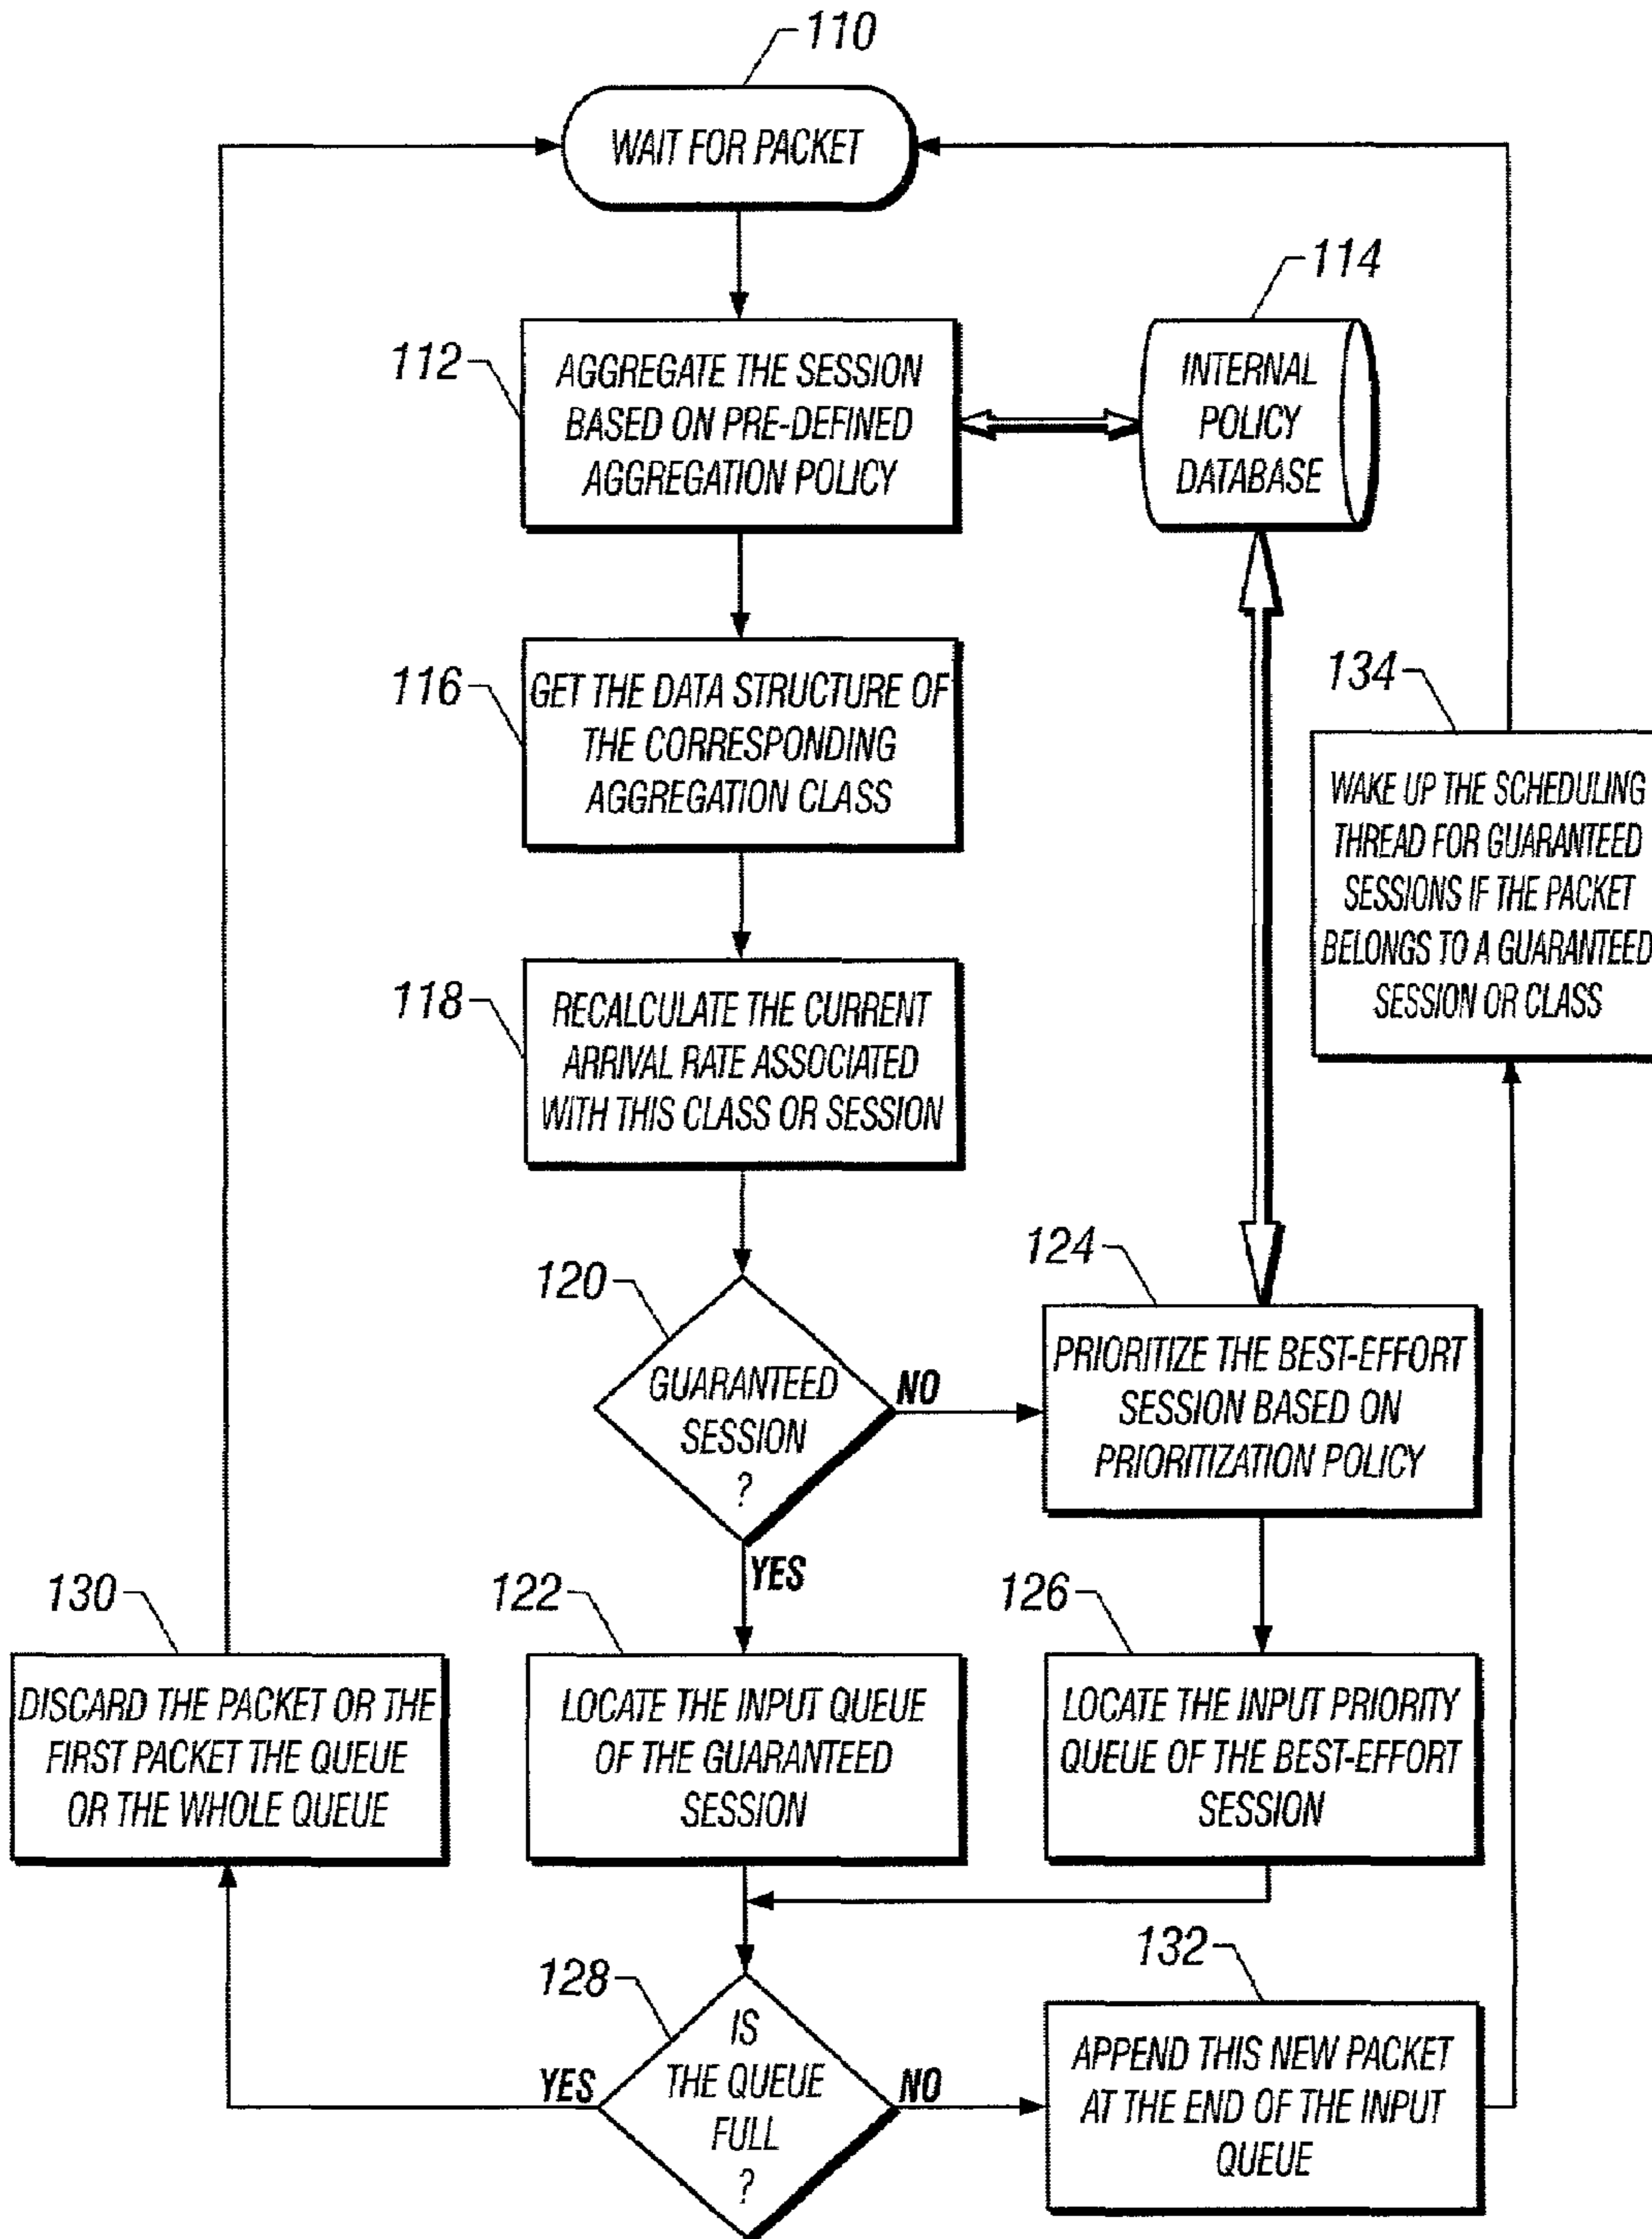 110
WAIT FOR PACKET
114
112
AGGREGATE THE SESSION
BASED ON PRE-DEFINED
AGGREGATION POLICY
INTERNAL
POLICY
DATABASE
116
GET THE DATA STRUCTURE OF
THE CORRESPONDING
AGGREGATION CLASS
134
WAKE UP THE SCHEDULING
THREAD FOR GUARANTEED
SESSIONS IF THE PACKET
BELONGS TO A GUARANTEED
SESSION OR CLASS
118
RECALCULATE THE CURRENT
ARRIVAL RATE ASSOCIATED
WITH THIS CLASS OR SESSION
120
GUARANTEED
SESSION
?
NO
YES
124
PRIORITIZE THE BEST-EFFORT
SESSION BASED ON
PRIORITIZATION POLICY
130
DISCARD THE PACKET OR THE
FIRST PACKET THE QUEUE
OR THE WHOLE QUEUE
122
LOCATE THE INPUT QUEUE
OF THE GUARANTEED
SESSION
126
LOCATE THE INPUT PRIORITY
QUEUE OF THE BEST-EFFORT
SESSION
128
IS
THE QUEUE
FULL
?
YES
NO
132
APPEND THIS NEW PACKET
AT THE END OF THE INPUT
QUEUE